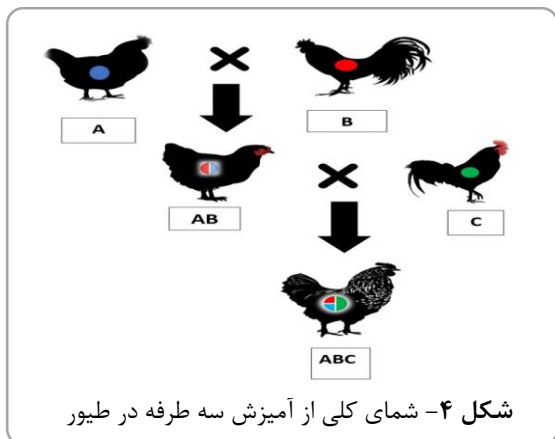 A
B
AB
C
ABC
شکل ۴- شمای کلی از آمیزش سه طرفه در طیور